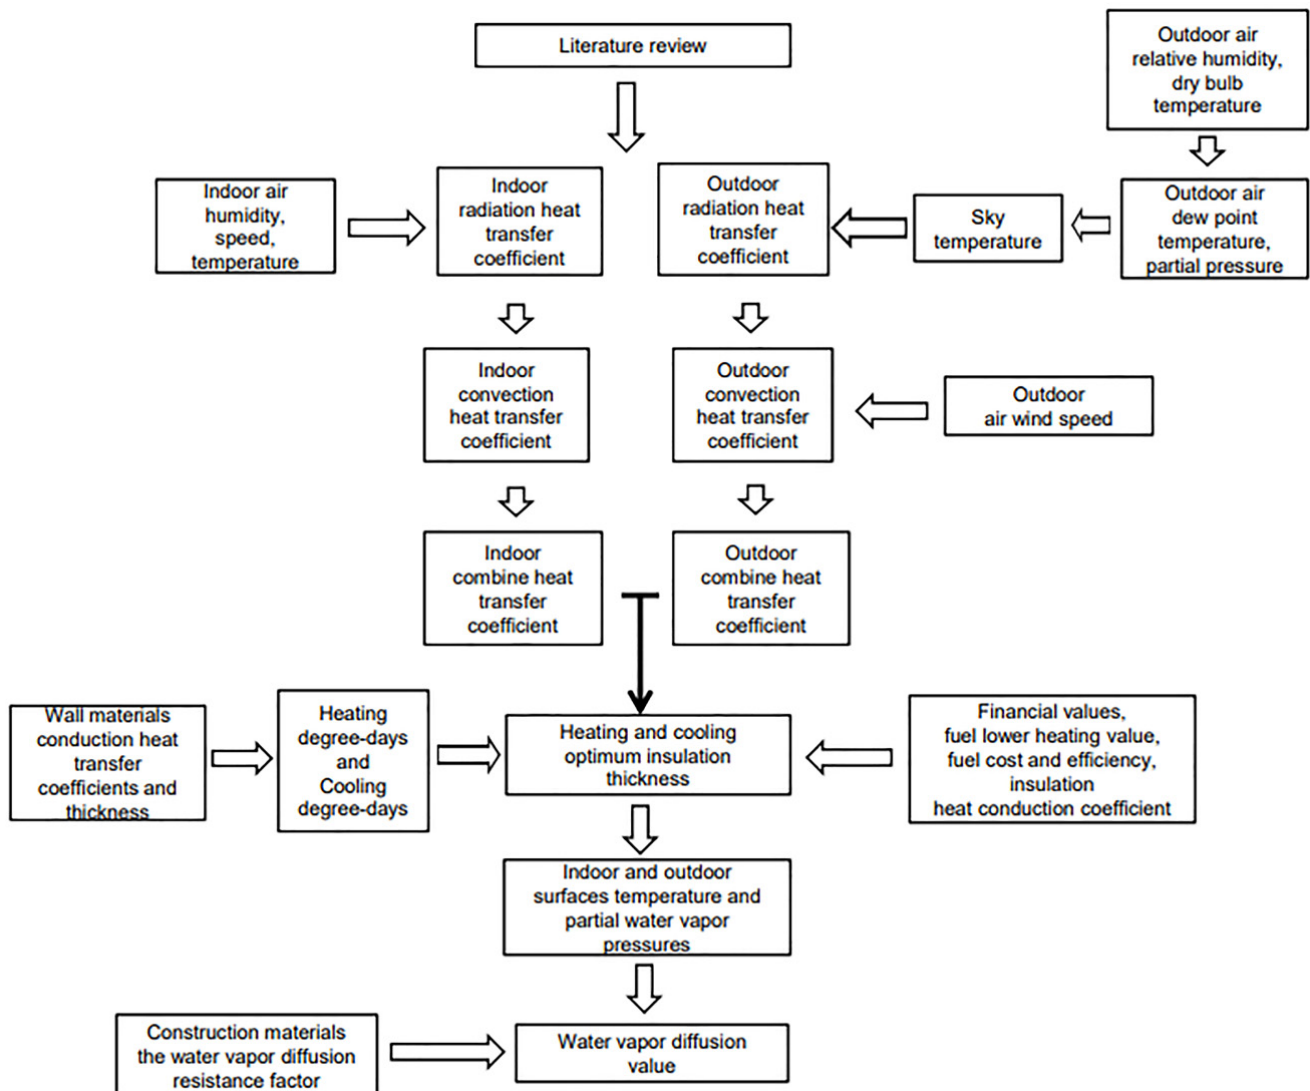 Literature review
Outdoor air
relative humidity,
dry bulb
temperature
Indoor air
humidity,
speed,
temperature
Indoor
radiation heat
transfer
coefficient
Outdoor
radiation heat
transfer
coefficient
Sky
temperature
Outdoor air
dew point
temperature,
partial pressure
Indoor
convection
heat transfer
coefficient
Outdoor
convection
heat transfer
coefficient
Outdoor
air wind speed
Indoor
combine heat
transfer
coefficient
Outdoor
combine heat
transfer
coefficient
Wall materials
conduction heat
transfer
coefficients and
thickness
Heating
degree-days
and
Cooling
degree-days
Heating and cooling
optimum insulation
thickness
Financial values,
fuel lower heating value,
fuel cost and efficiency,
insulation
heat conduction coefficient
Indoor and outdoor
surfaces temperature and
partial water vapor
pressures
Construction materials
the water vapor diffusion
resistance factor
Water vapor diffusion
value